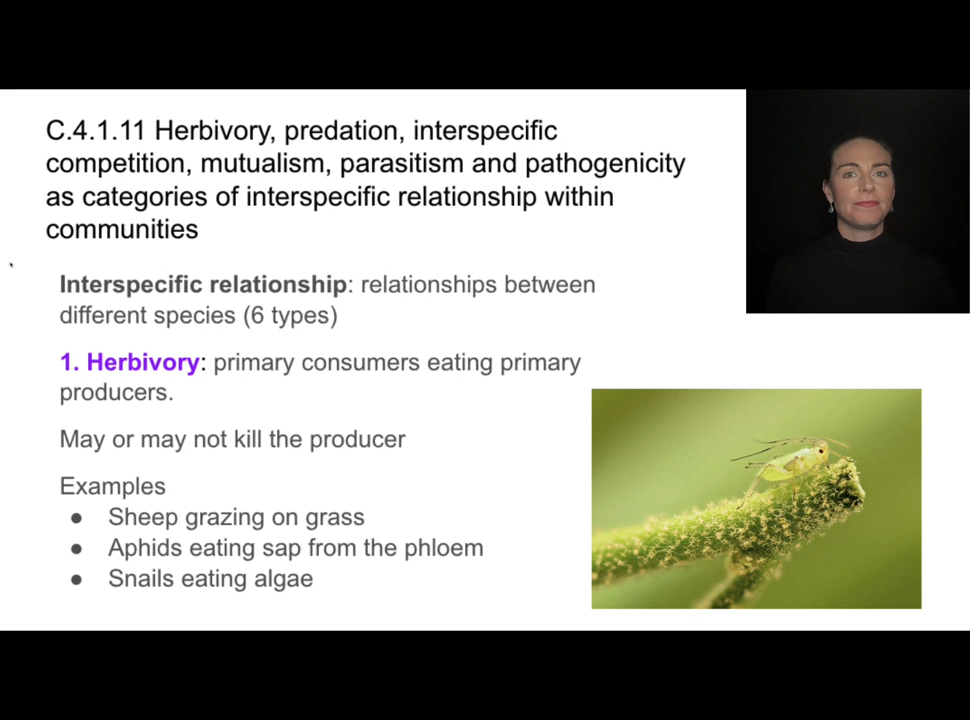 C.4.1.11 Herbivory, predation, interspecific
competition, mutualism, parasitism and pathogenicity
as categories of interspecific relationship within
communities
Interspecific relationship: relationships between
different species (6 types)
1. Herbivory: primary consumers eating primary
producers.
May or may not kill the producer
Examples
● Sheep grazing on grass
● Aphids eating sap from the phloem
● Snails eating algae